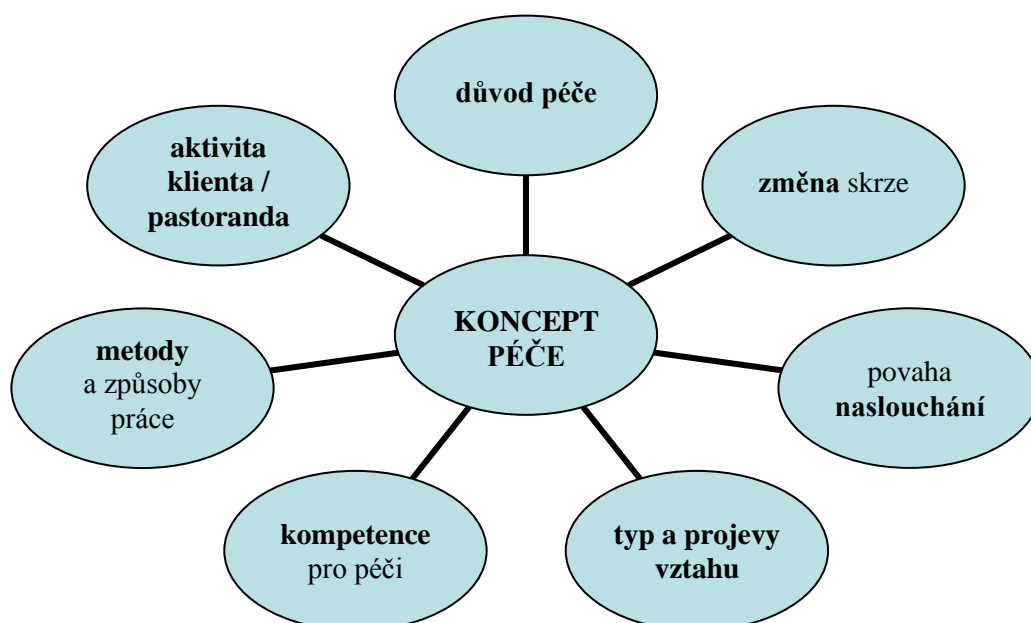 důvod péče
aktivita
klienta /
pastoranda
změna skrze
KONCEPT
PÉČE
metody
a způsoby
práce
povaha
naslouchání
kompetence
pro péči
typ a projevy
vztahu